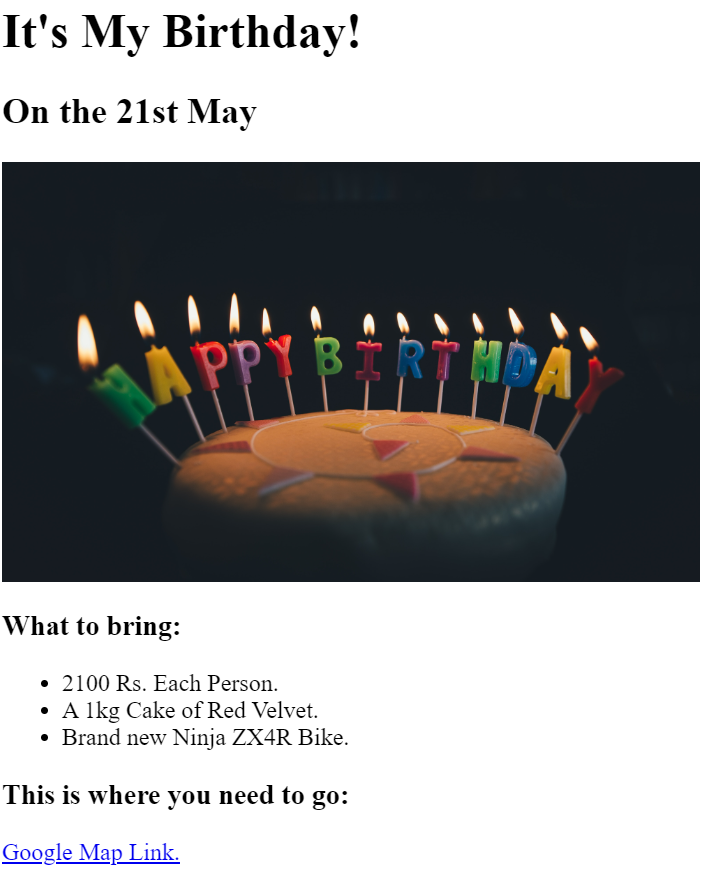 It's My Birthday!
On the 21st May
HAPPY BIRTHDAY
What to bring:
2100 Rs. Each Person.
A 1kg Cake of Red Velvet.
Brand new Ninja ZX4R Bike.
This is where you need to go:
Google Map Link.